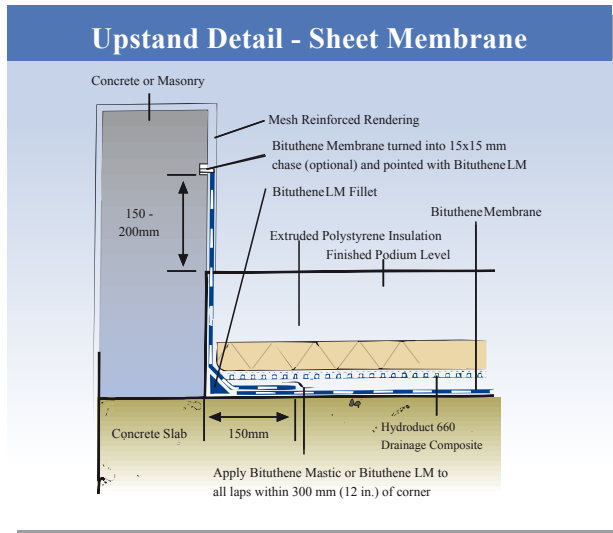 Upstand Detail - Sheet Membrane
Concrete or Masonry
Mesh Reinforced Rendering
Bituthene Membrane turned into 15x15 mm
chase (optional) and pointed with Bituthene LM
Bituthene LM Fillet
150 -
200mm
Bituthene Membrane
Extruded Polystyrene Insulation
Finished Podium Level
Concrete Slab
150mm
Hydroduct 660
Drainage Composite
Apply Bituthene Mastic or Bituthene LM to
all laps within 300 mm (12 in.) of corner